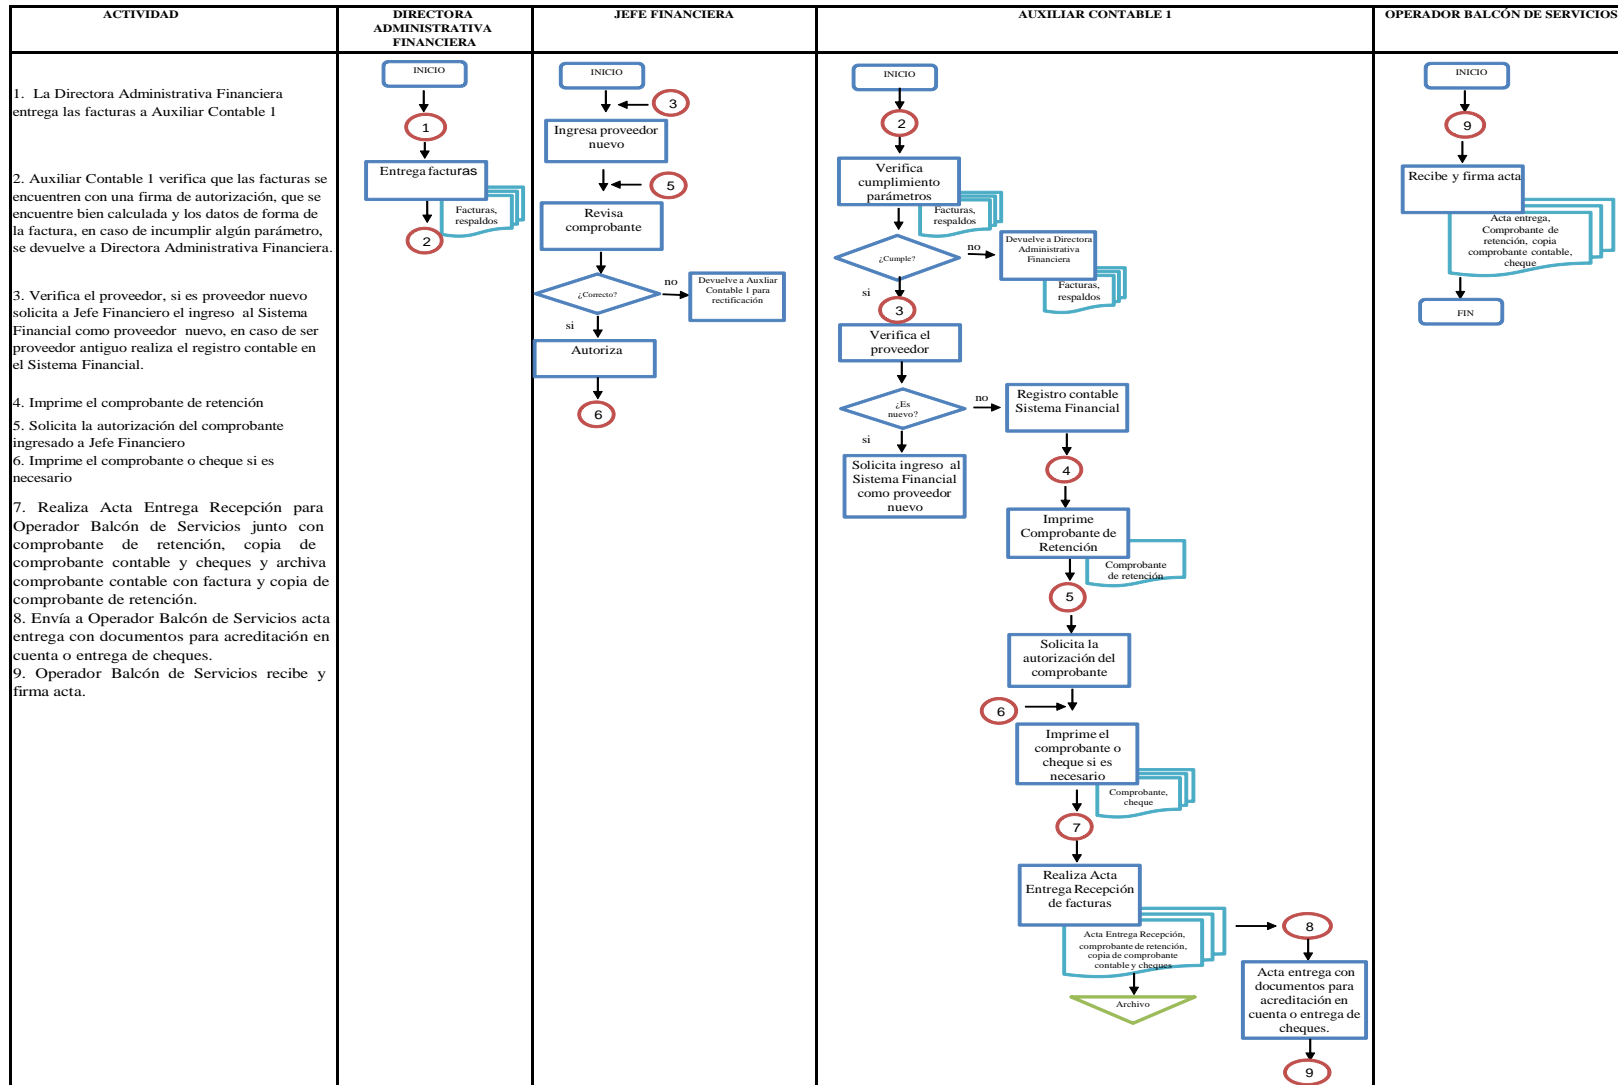 ACTIVIDAD
DIRECTORA
ADMINISTRATIVA
FINANCIERA
JEFE FINANCIERA
AUXILIAR CONTABLE 1
OPERADOR BALCÓN DE SERVICIOS
1. La Directora Administrativa Financiera
entrega las facturas a Auxiliar Contable 1
2. Auxiliar Contable 1 verifica que las facturas se
encuentren con una firma de autorización, que se
encuentre bien calculada y los datos de forma de
la factura, en caso de incumplir algún parámetro,
se devuelve a Directora Administrativa Financiera.
3. Verifica el proveedor, si es proveedor nuevo
solicita a Jefe Financiero el ingreso al Sistema
Financial como proveedor nuevo, en caso de ser
proveedor antiguo realiza el registro contable en
el Sistema Financial.
4. Imprime el comprobante de retención
5. Solicita la autorización del comprobante
ingresado a Jefe Financiero
6. Imprime el comprobante o cheque si es
necesario
7. Realiza Acta Entrega Recepción para
Operador Balcón de Servicios junto con
comprobante de retención, copia de
comprobante contable y cheques y archiva
comprobante contable con factura y copia de
comprobante de retención.
8. Envía a Operador Balcón de Servicios acta
entrega con documentos para acreditación en
cuenta o entrega de cheques.
9. Operador Balcón de Servicios recibe y
firma acta.
INICIO
1
Entrega facturas
Facturas,
respaldos
2
INICIO
3
Ingresa proveedor
nuevo
5
Revisa
comprobante
¿Correcto?
no
Devuelve a Auxiliar
Contable 1 para
rectificación
si
Autoriza
6
INICIO
2
Verifica
cumplimiento
parámetros
Facturas,
respaldos
¿Cumple?
no
Devuelve a Directora
Administrativa
Financiera
Facturas,
respaldos
si
3
Verifica el
proveedor
¿Es
nuevo?
no
Registro contable
Sistema Financial
si
Solicita ingreso al
Sistema Financial
como proveedor
nuevo
4
Imprime
Comprobante de
Retención
Comprobante
de retención
5
Solicita la
autorización del
comprobante
6
Imprime el
comprobante o
cheque si es
necesario
Comprobante,
cheque
7
Realiza Acta
Entrega Recepción
de facturas
Acta Entrega Recepción,
comprobante de retención,
copia de comprobante
contable y cheques
Archivo
8
Acta entrega con
documentos para
acreditación en
cuenta o entrega de
cheques.
9
INICIO
9
Recibe y firma acta
Acta entrega,
Comprobante de
retención, copia
comprobante contable,
cheque
FIN